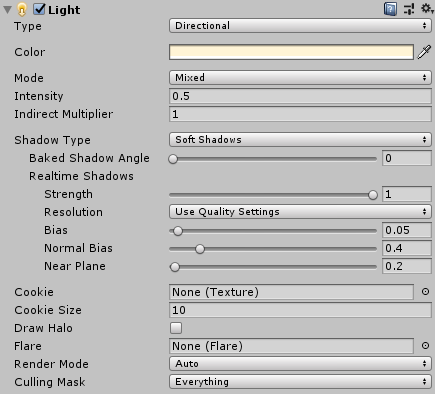 Light
Type Directional
Color
Mode Mixed
Intensity 0.5
Indirect Multiplier 1
Shadow Type Soft Shadows
Baked Shadow Angle 0
Realtime Shadows
Strength 1
Resolution Use Quality Settings
Bias 0.05
Normal Bias 0.4
Near Plane 0.2
Cookie None (Texture)
Cookie Size 10
Draw Halo
Flare None (Flare)
Render Mode Auto
Culling Mask Everything